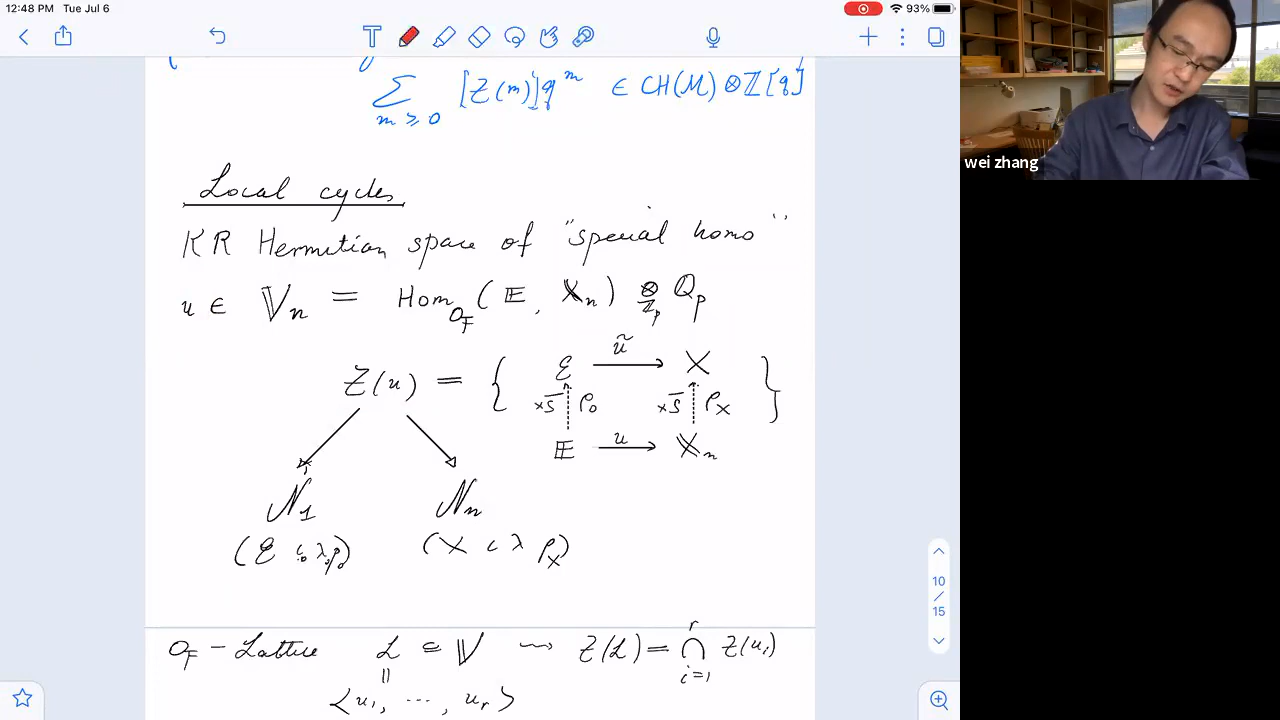 12:48 PM Tue Jul 6
93%
∑_{m ≥ 0} [Z(m)] q^m ∈ CH(M) ⊗ Z[q]
Local cycles
KR Hermitian space of "special homo"
u ∈ 𝕍_n = Hom_{O_F} (𝔼, 𝕏_n) ⊗_{ℤ_p} ℚ_p
Z(u) = { ℰ —ũ→ X }
×S̄ ρ_0 ×S̄ ρ_X
𝔼 —u→ 𝕏_n
N_1 N_n
(ℰ ι_0 λ_0 ρ_0) (X ι λ ρ_X)
O_F - Lattice L ⊆ 𝕍 ⇝ Z(L) = ∩_{i=1}^{r} Z(u_i)
||
<u_1, ..., u_r>
10
/
15
wei zhang